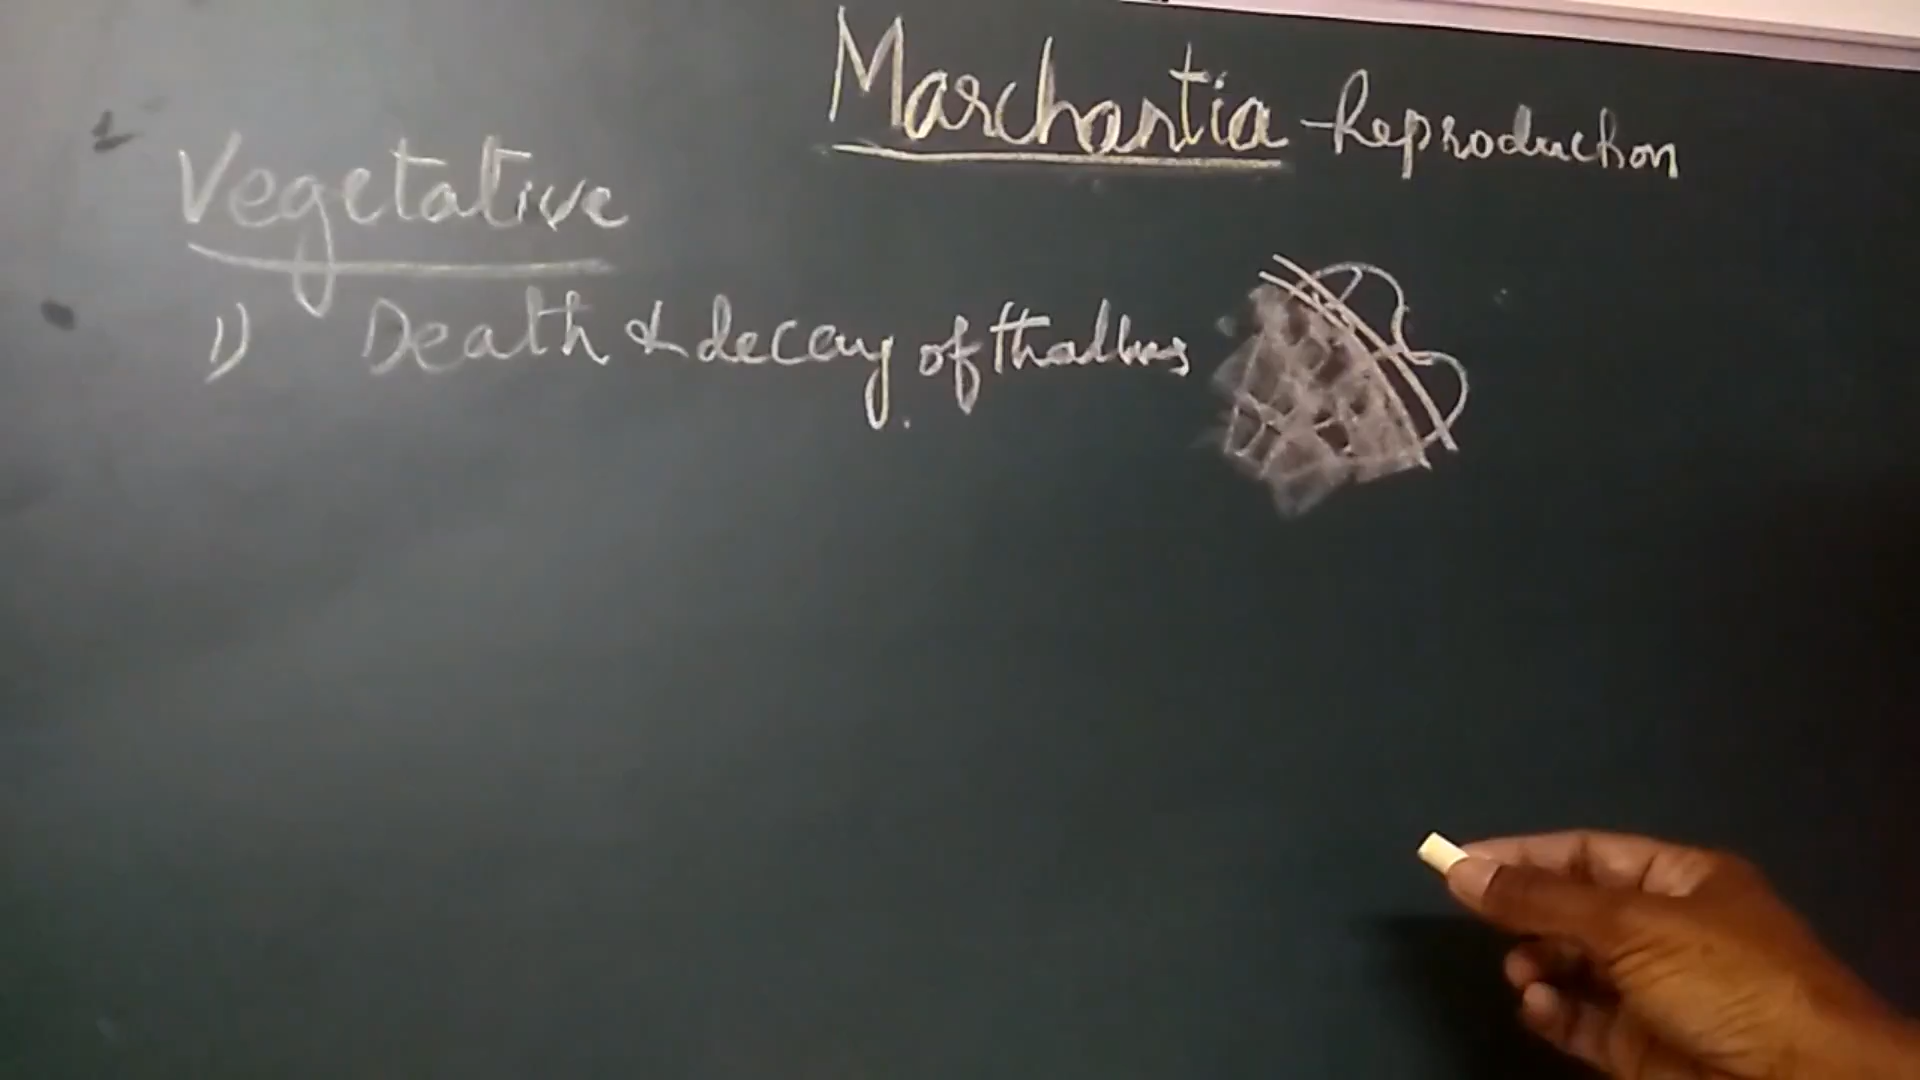 Marchantia - Reproduction
Vegetative
1) Death & decay of thallus